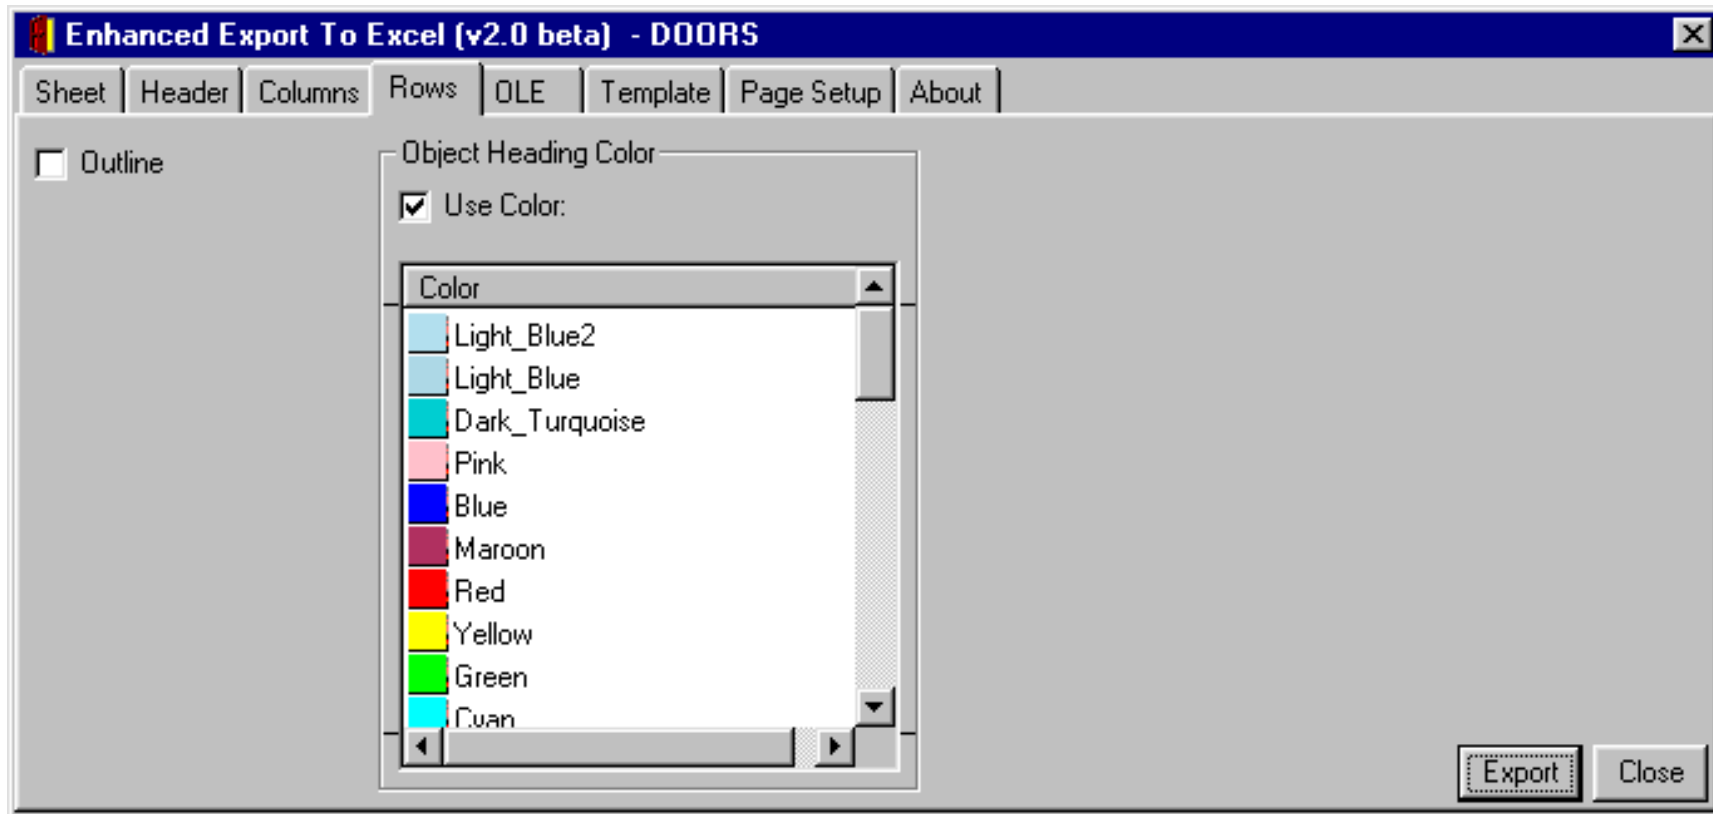 Enhanced Export To Excel (v2.0 beta) - DOORS
Sheet Header Columns Rows OLE Template Page Setup About
Outline
Object Heading Color
Use Color:
Color
Light_Blue2
Light_Blue
Dark_Turquoise
Pink
Blue
Maroon
Red
Yellow
Green
Cyan
Export Close